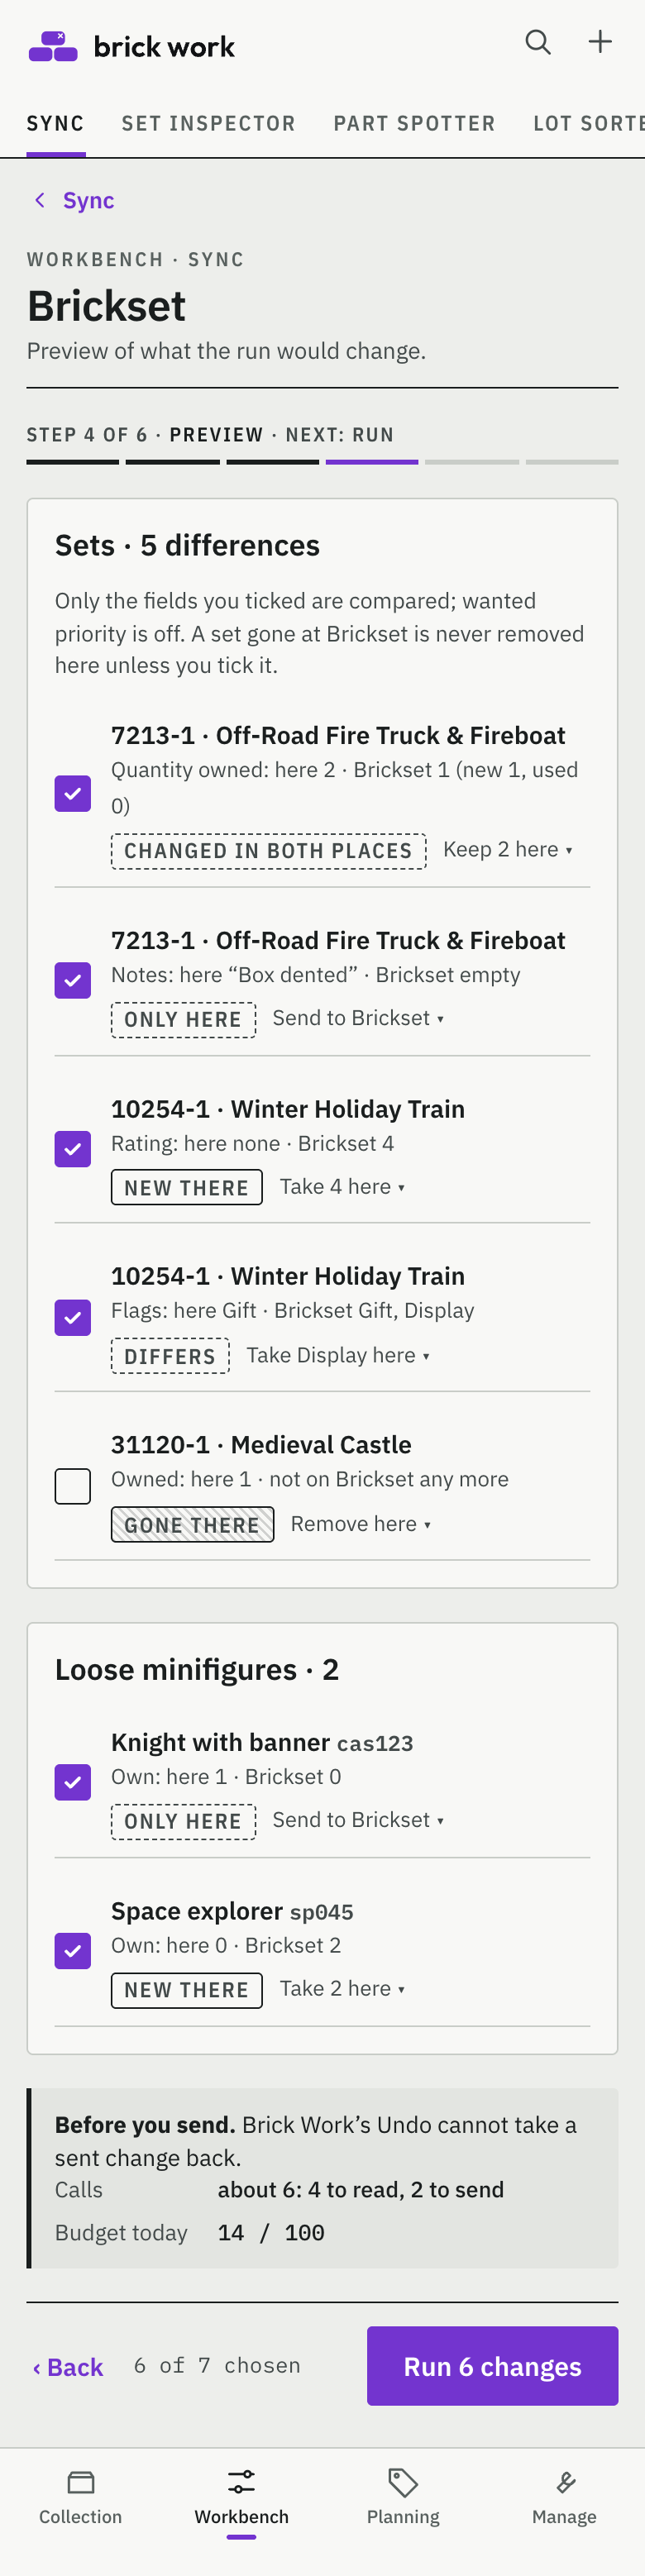 brick work
SYNC SET INSPECTOR PART SPOTTER LOT SORTE
Sync
WORKBENCH · SYNC
Brickset
Preview of what the run would change.
STEP 4 OF 6 · PREVIEW · NEXT: RUN
Sets · 5 differences
Only the fields you ticked are compared; wanted
priority is off. A set gone at Brickset is never removed
here unless you tick it.
7213-1 · Off-Road Fire Truck & Fireboat
Quantity owned: here 2 · Brickset 1 (new 1, used
0)
CHANGED IN BOTH PLACES Keep 2 here ▾
7213-1 · Off-Road Fire Truck & Fireboat
Notes: here “Box dented” · Brickset empty
ONLY HERE Send to Brickset ▾
10254-1 · Winter Holiday Train
Rating: here none · Brickset 4
NEW THERE Take 4 here ▾
10254-1 · Winter Holiday Train
Flags: here Gift · Brickset Gift, Display
DIFFERS Take Display here ▾
31120-1 · Medieval Castle
Owned: here 1 · not on Brickset any more
GONE THERE Remove here ▾
Loose minifigures · 2
Knight with banner cas123
Own: here 1 · Brickset 0
ONLY HERE Send to Brickset ▾
Space explorer sp045
Own: here 0 · Brickset 2
NEW THERE Take 2 here ▾
Before you send. Brick Work’s Undo cannot take a
sent change back.
Calls about 6: 4 to read, 2 to send
Budget today 14 / 100
‹ Back 6 of 7 chosen Run 6 changes
Collection Workbench Planning Manage